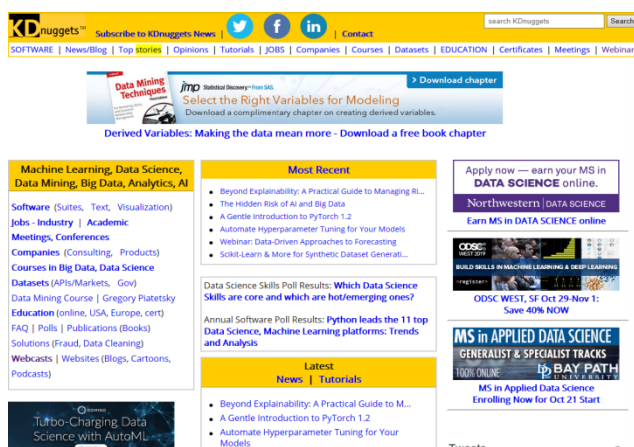 KDnuggets™ Subscribe to KDnuggets News | | Contact
search KDnuggets Search
SOFTWARE | News/Blog | Top stories | Opinions | Tutorials | JOBS | Companies | Courses | Datasets | EDUCATION | Certificates | Meetings | Webinar
Data Mining Techniques
jmp Statistical Discovery.™ From SAS.
> Download chapter
Select the Right Variables for Modeling
Download a complimentary chapter on creating derived variables.
Derived Variables: Making the data mean more - Download a free book chapter
Machine Learning, Data Science,
Data Mining, Big Data, Analytics, AI
Software (Suites, Text, Visualization)
Jobs - Industry | Academic
Meetings, Conferences
Companies (Consulting, Products)
Courses in Big Data, Data Science
Datasets (APIs/Markets, Gov)
Data Mining Course | Gregory Piatetsky
Education (online, USA, Europe, cert)
FAQ | Polls | Publications (Books)
Solutions (Fraud, Data Cleaning)
Webcasts | Websites (Blogs, Cartoons,
Podcasts)
Turbo-Charging Data
Science with AutoML
Most Recent
Beyond Explainability: A Practical Guide to Managing Ri...
The Hidden Risk of AI and Big Data
A Gentle Introduction to PyTorch 1.2
Automate Hyperparameter Tuning for Your Models
Webinar: Data-Driven Approaches to Forecasting
Scikit-Learn & More for Synthetic Dataset Generati...
Data Science Skills Poll Results: Which Data Science
Skills are core and which are hot/emerging ones?
Annual Software Poll Results: Python leads the 11 top
Data Science, Machine Learning platforms: Trends
and Analysis
Latest
News | Tutorials
Beyond Explainability: A Practical Guide to M...
A Gentle Introduction to PyTorch 1.2
Automate Hyperparameter Tuning for Your
Models
Apply now — earn your MS in
DATA SCIENCE online.
Northwestern | DATA SCIENCE
Earn MS in DATA SCIENCE online
ODSC
WEST 2019
BUILD SKILLS IN MACHINE LEARNING & DEEP LEARNING
<register>
ODSC WEST, SF Oct 29-Nov 1:
Save 40% NOW
MS in APPLIED DATA SCIENCE
GENERALIST & SPECIALIST TRACKS
100% ONLINE
BAY PATH
UNIVERSITY
MS in Applied Data Science
Enrolling Now for Oct 21 Start